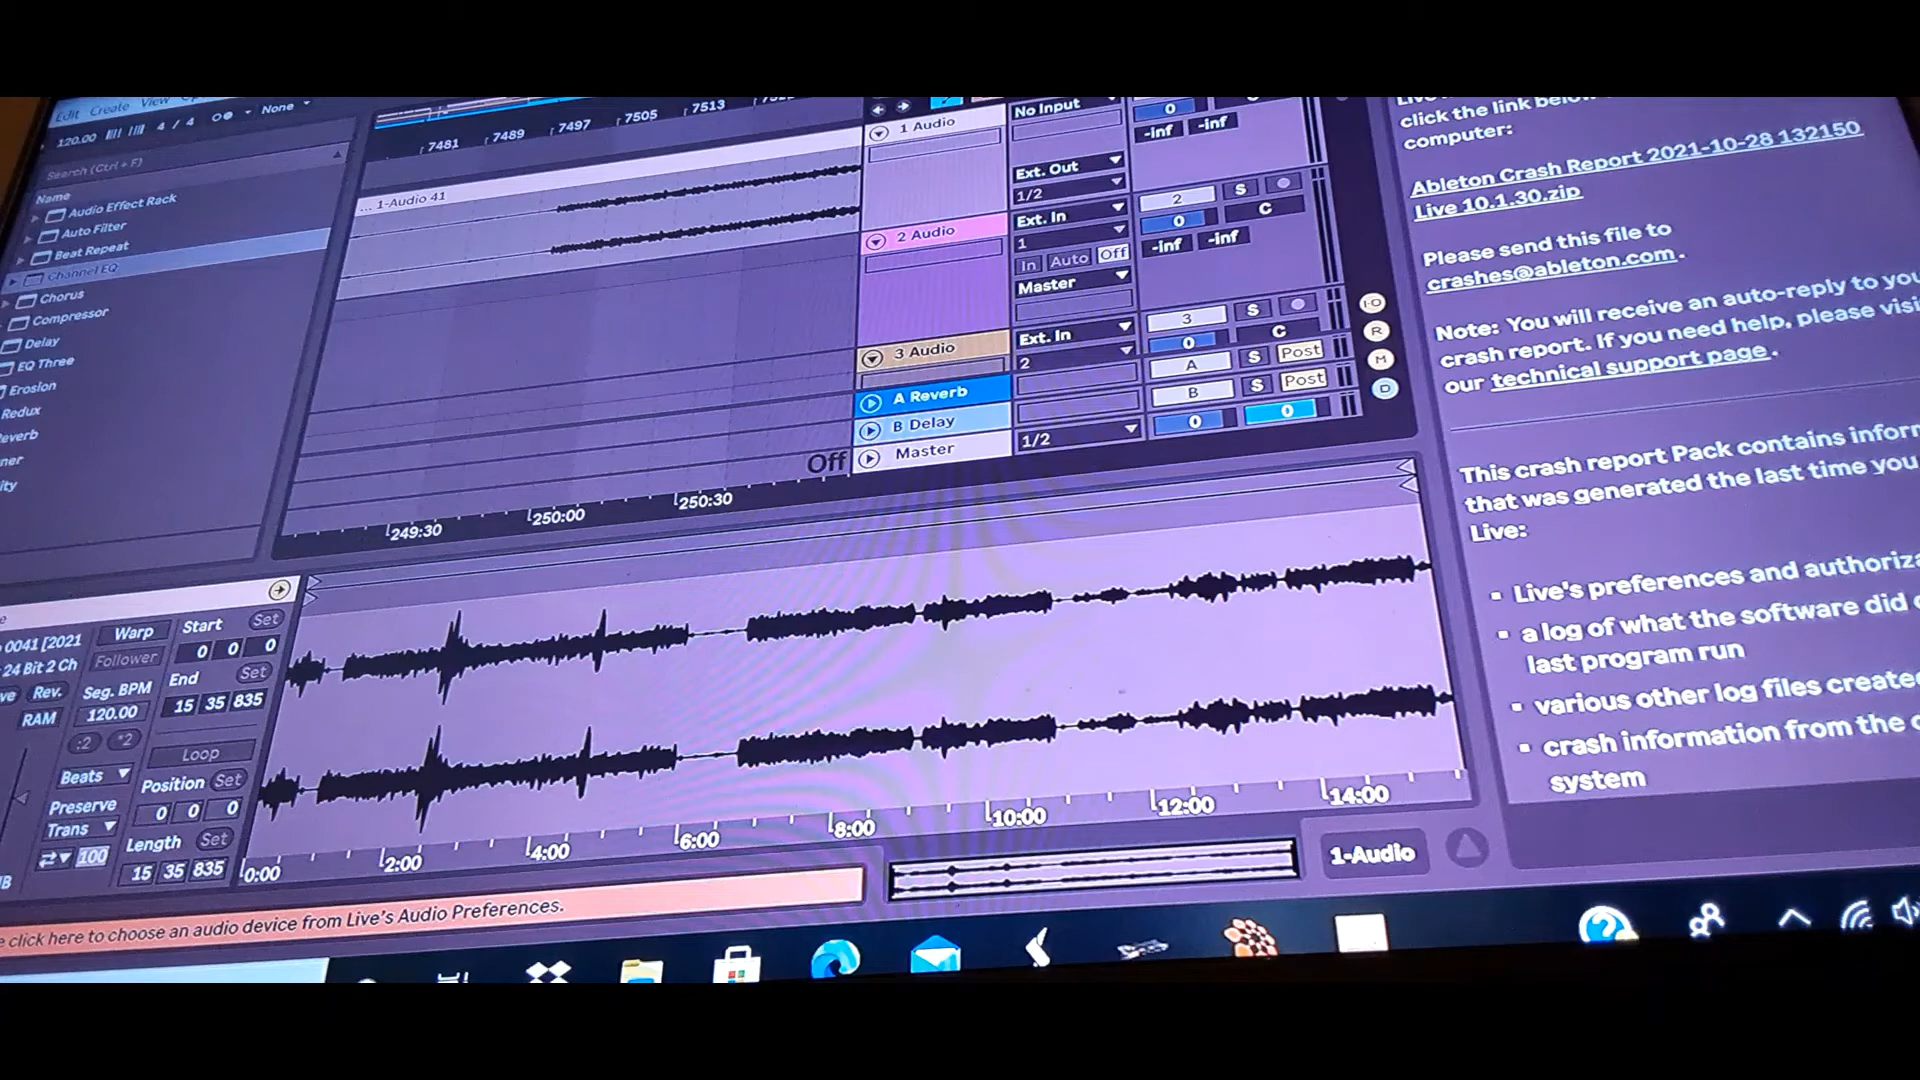 Edit Create View
120.00 4 / 4 None
Search (Ctrl + F)
Name
Audio Effect Rack
Auto Filter
Beat Repeat
Channel EQ
Chorus
Compressor
Delay
EQ Three
Erosion
Redux
everb
ner
ity
7481 7489 7497 7505 7513
... 1-Audio 41
1 Audio
2 Audio
3 Audio
A Reverb
B Delay
Master
Off
249:30 250:00 250:30
No Input
Ext. Out
1/2
Ext. In
1
In Auto Off
Master
Ext. In
2
1/2
0
-inf -inf
2 S
0 C
-inf -inf
3 S
0 C
A S Post
B S Post
0 0
I-O
R
M
D
click the link below
computer:
Ableton Crash Report 2021-10-28 132150
Live 10.1.30.zip
Please send this file to
crashes@ableton.com.
Note: You will receive an auto-reply to you
crash report. If you need help, please visi
our technical support page.
This crash report Pack contains inform
that was generated the last time you
Live:
▪ Live's preferences and authoriza
▪ a log of what the software did
last program run
▪ various other log files create
▪ crash information from the
system
0041 [2021
24 Bit 2 Ch
ve Rev.
RAM
Warp
Follower
Seg. BPM
120.00
:2 *2
Beats
Preserve
Trans
100
Start Set
0 0 0
End Set
15 35 835
Loop
Position Set
0 0 0
Length Set
15 35 835
0:00 2:00 4:00 6:00 8:00 10:00 12:00 14:00
e click here to choose an audio device from Live's Audio Preferences.
1-Audio